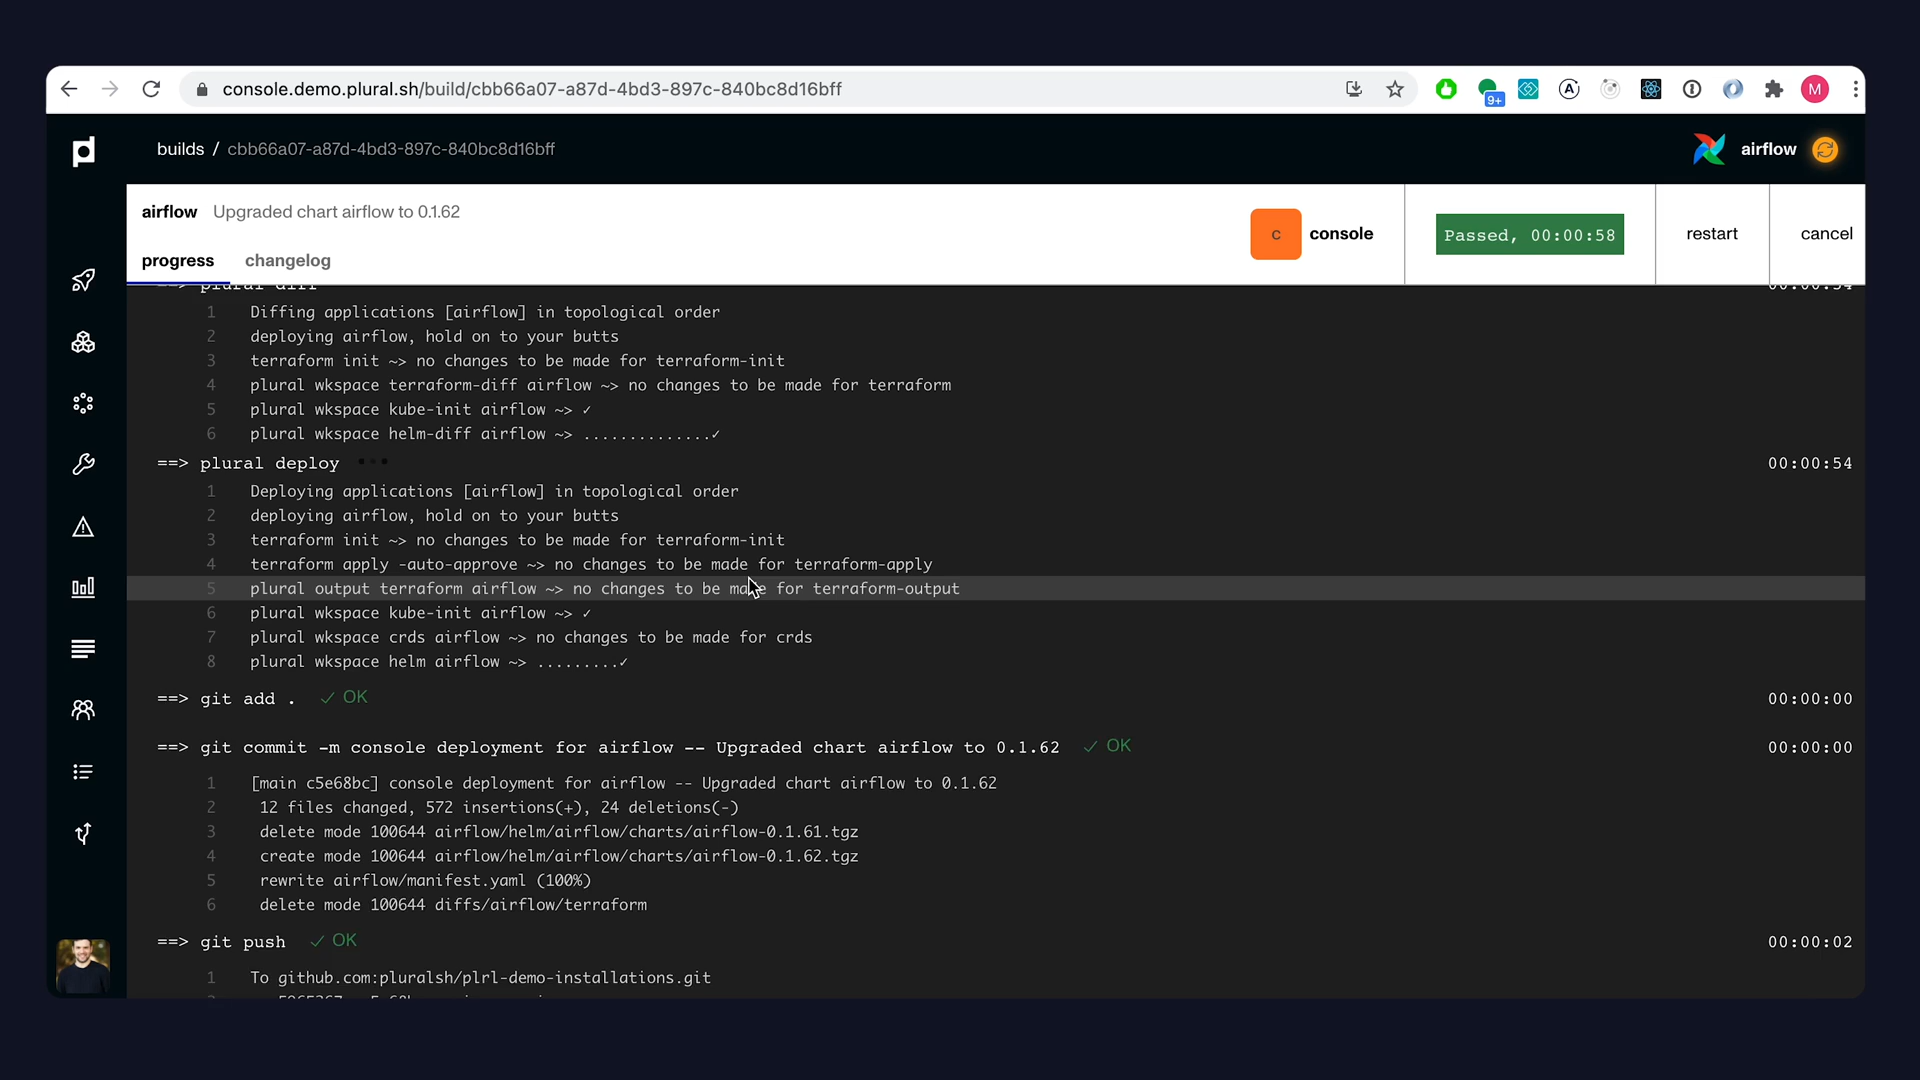 console.demo.plural.sh/build/cbb66a07-a87d-4bd3-897c-840bc8d16bff
9+
A
M
builds / cbb66a07-a87d-4bd3-897c-840bc8d16bff
airflow
airflow Upgraded chart airflow to 0.1.62
c console
Passed, 00:00:58
restart
cancel
progress changelog
==> plural diff 00:00:54
1 Diffing applications [airflow] in topological order
2 deploying airflow, hold on to your butts
3 terraform init ~> no changes to be made for terraform-init
4 plural wkspace terraform-diff airflow ~> no changes to be made for terraform
5 plural wkspace kube-init airflow ~> ✓
6 plural wkspace helm-diff airflow ~> ..............✓
==> plural deploy ... 00:00:54
1 Deploying applications [airflow] in topological order
2 deploying airflow, hold on to your butts
3 terraform init ~> no changes to be made for terraform-init
4 terraform apply -auto-approve ~> no changes to be made for terraform-apply
5 plural output terraform airflow ~> no changes to be made for terraform-output
6 plural wkspace kube-init airflow ~> ✓
7 plural wkspace crds airflow ~> no changes to be made for crds
8 plural wkspace helm airflow ~> .........✓
==> git add . ✓ OK 00:00:00
==> git commit -m console deployment for airflow -- Upgraded chart airflow to 0.1.62 ✓ OK 00:00:00
1 [main c5e68bc] console deployment for airflow -- Upgraded chart airflow to 0.1.62
2 12 files changed, 572 insertions(+), 24 deletions(-)
3 delete mode 100644 airflow/helm/airflow/charts/airflow-0.1.61.tgz
4 create mode 100644 airflow/helm/airflow/charts/airflow-0.1.62.tgz
5 rewrite airflow/manifest.yaml (100%)
6 delete mode 100644 diffs/airflow/terraform
==> git push ✓ OK 00:00:02
1 To github.com:pluralsh/plrl-demo-installations.git